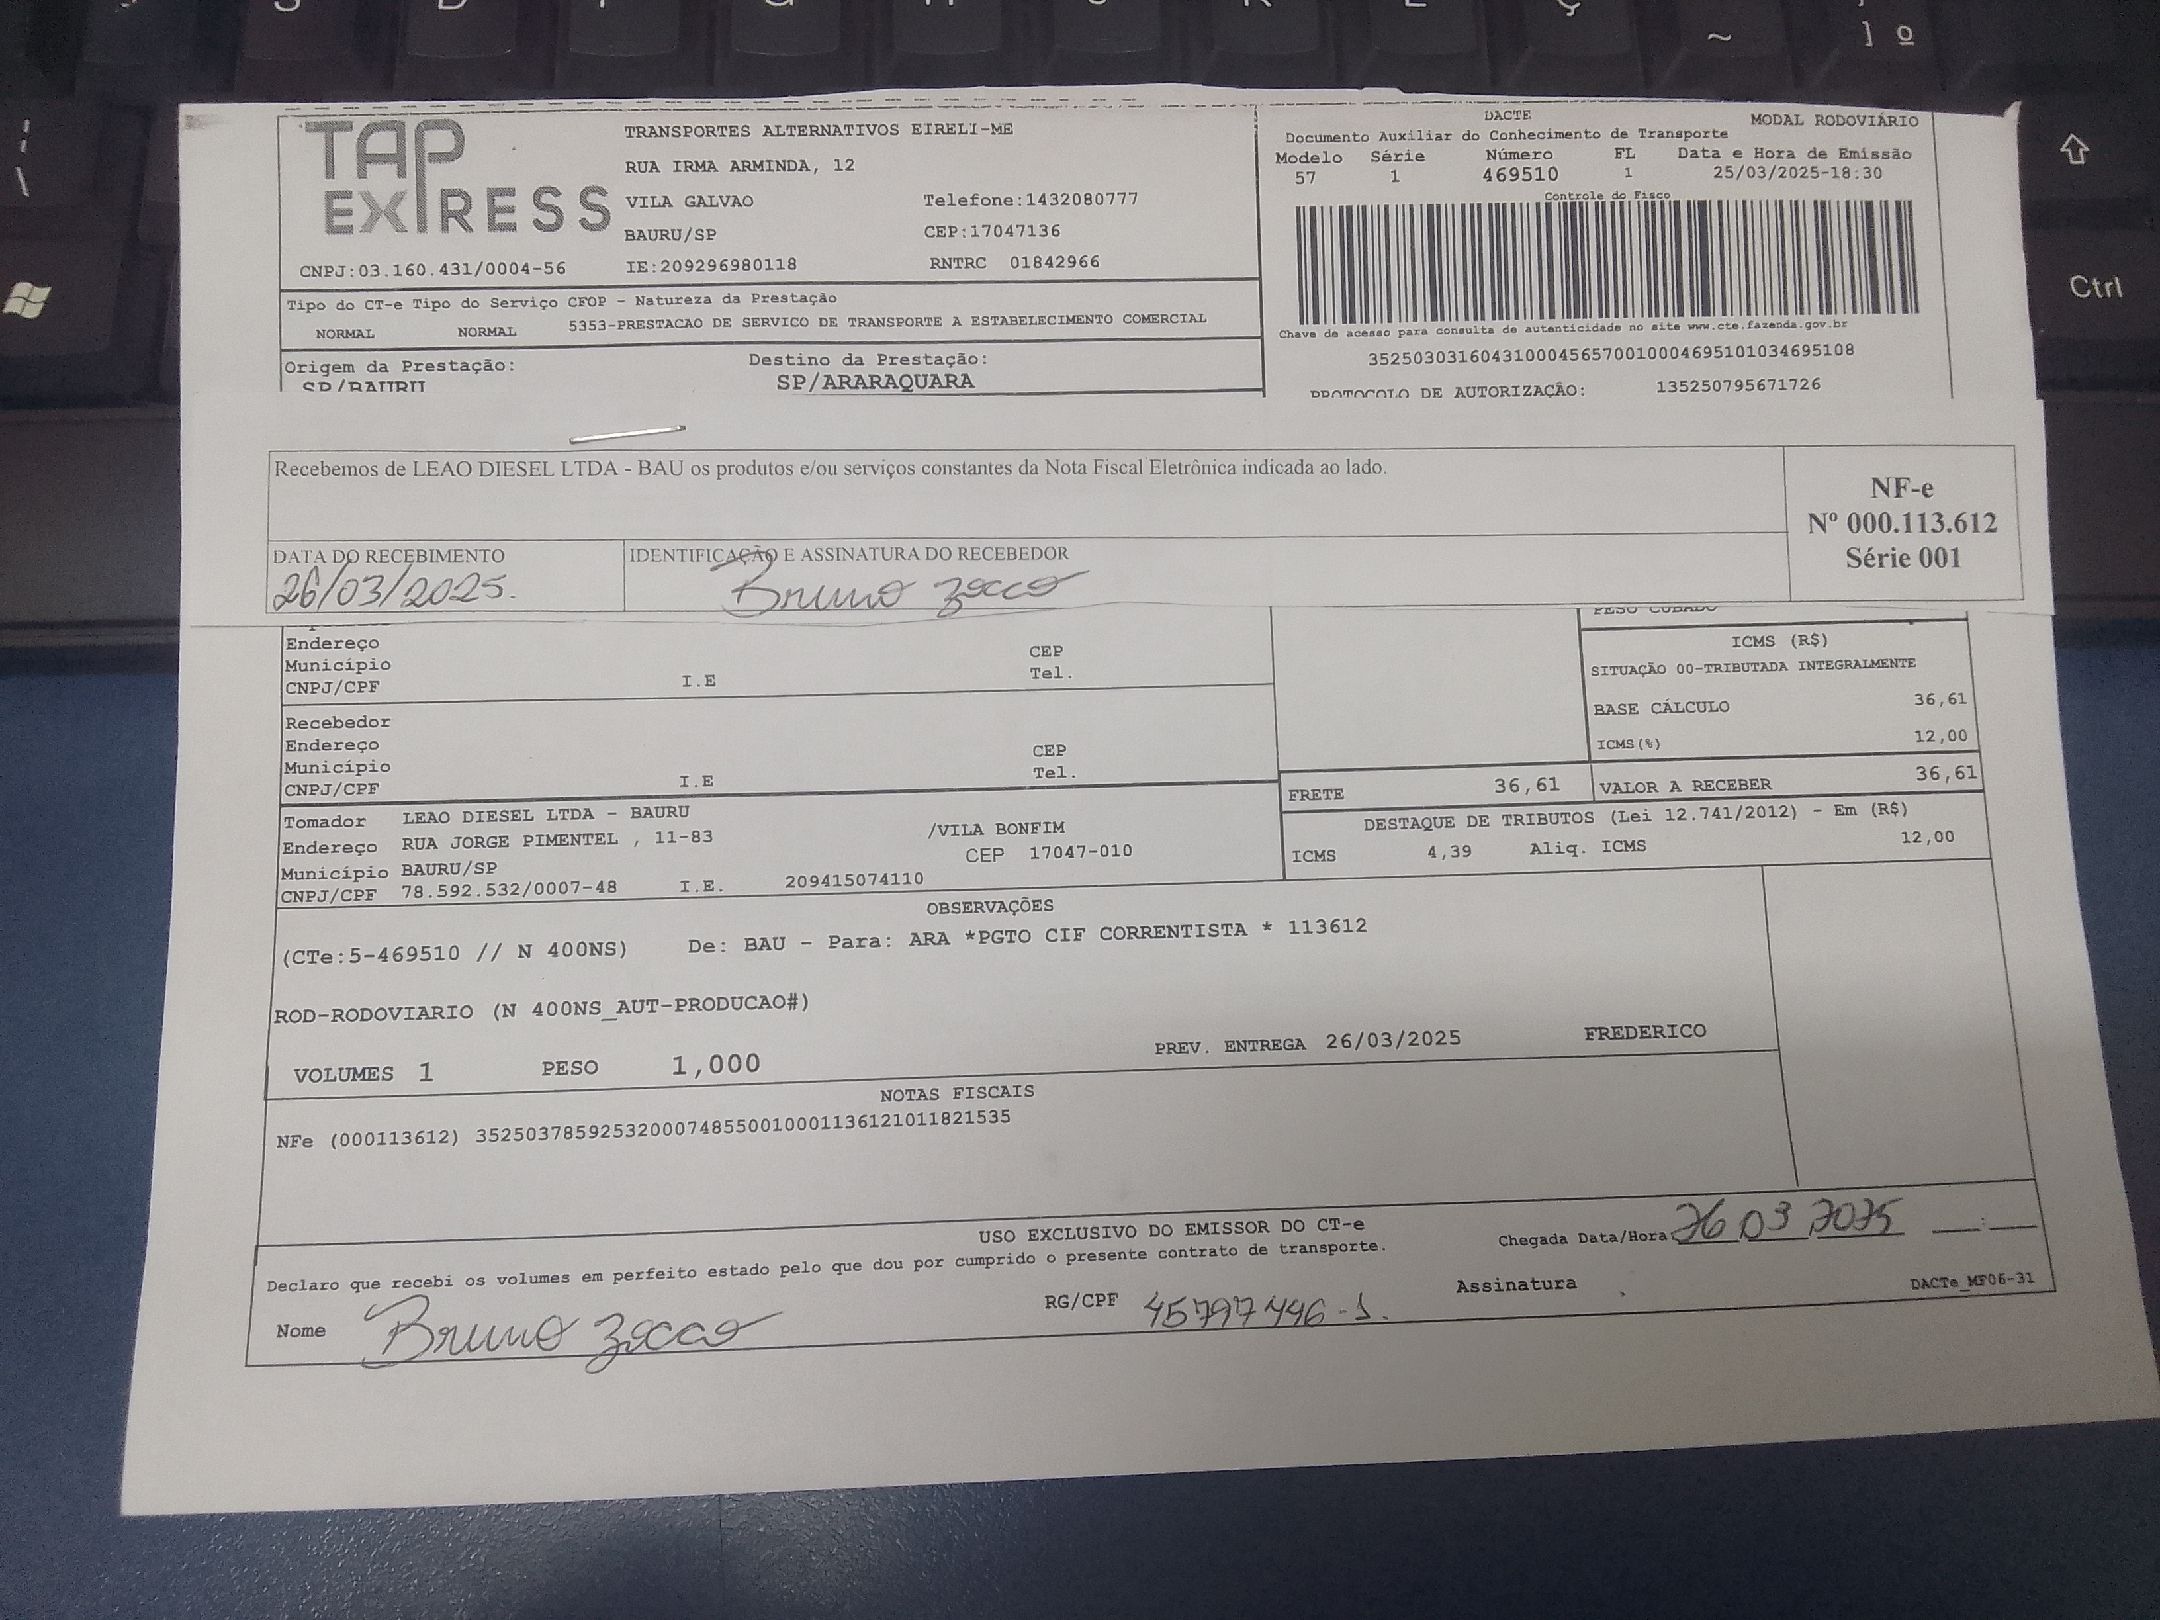 TAP EXPRESS
TRANSPORTES ALTERNATIVOS EIRELI-ME
RUA IRMA ARMINDA, 12
VILA GALVAO Telefone:1432080777
BAURU/SP CEP:17047136
CNPJ:03.160.431/0004-56 IE:209296980118 RNTRC 01842966
DACTE MODAL RODOVIÁRIO
Documento Auxiliar do Conhecimento de Transporte
Modelo Série Número FL Data e Hora de Emissão
57 1 469510 1 25/03/2025-18:30
Controle do Fisco
Chave de acesso para consulta de autenticidade no site www.cte.fazenda.gov.br
35250303160431000456570010004695101034695108
PROTOCOLO DE AUTORIZAÇÃO: 135250795671726
Tipo do CT-e Tipo do Serviço CFOP - Natureza da Prestação
NORMAL NORMAL 5353-PRESTACAO DE SERVICO DE TRANSPORTE A ESTABELECIMENTO COMERCIAL
Origem da Prestação: Destino da Prestação:
SP/BAURU SP/ARARAQUARA
Recebemos de LEAO DIESEL LTDA - BAU os produtos e/ou serviços constantes da Nota Fiscal Eletrônica indicada ao lado.
NF-e
Nº 000.113.612
Série 001
DATA DO RECEBIMENTO IDENTIFICAÇÃO E ASSINATURA DO RECEBEDOR
26/03/2025. Bruno Zocco
PESO CUBADO
Endereço CEP
Município Tel.
CNPJ/CPF I.E
ICMS (R$)
SITUAÇÃO 00-TRIBUTADA INTEGRALMENTE
BASE CÁLCULO 36,61
ICMS(%) 12,00
Recebedor
Endereço CEP
Município Tel.
CNPJ/CPF I.E
FRETE 36,61 VALOR A RECEBER 36,61
DESTAQUE DE TRIBUTOS (Lei 12.741/2012) - Em (R$)
ICMS 4,39 Aliq. ICMS 12,00
Tomador LEAO DIESEL LTDA - BAURU
Endereço RUA JORGE PIMENTEL , 11-83 /VILA BONFIM
Município BAURU/SP CEP 17047-010
CNPJ/CPF 78.592.532/0007-48 I.E. 209415074110
OBSERVAÇÕES
(CTe:5-469510 // N 400NS) De: BAU - Para: ARA *PGTO CIF CORRENTISTA * 113612
ROD-RODOVIARIO (N 400NS_AUT-PRODUCAO#)
VOLUMES 1 PESO 1,000 PREV. ENTREGA 26/03/2025 FREDERICO
NOTAS FISCAIS
NFe (000113612) 35250378592532000748550010001136121011821535
USO EXCLUSIVO DO EMISSOR DO CT-e
Declaro que recebi os volumes em perfeito estado pelo que dou por cumprido o presente contrato de transporte.
Chegada Data/Hora: 26 03 2025 __:__
Nome Bruno Zocco RG/CPF 45797446-1. Assinatura
DACTe_MF06-31
Ctrl